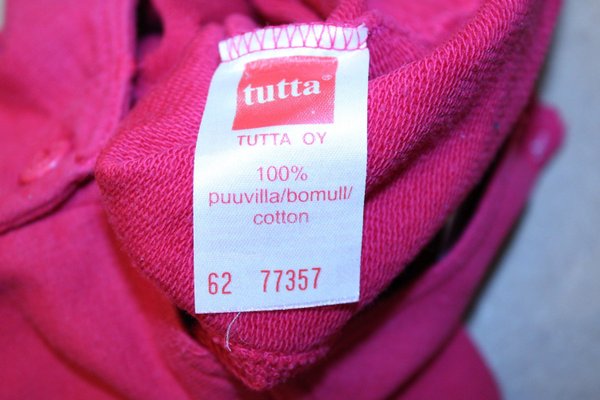 tutta®
TUTTA OY
100%
puuvilla/bomull/
cotton
62 77357